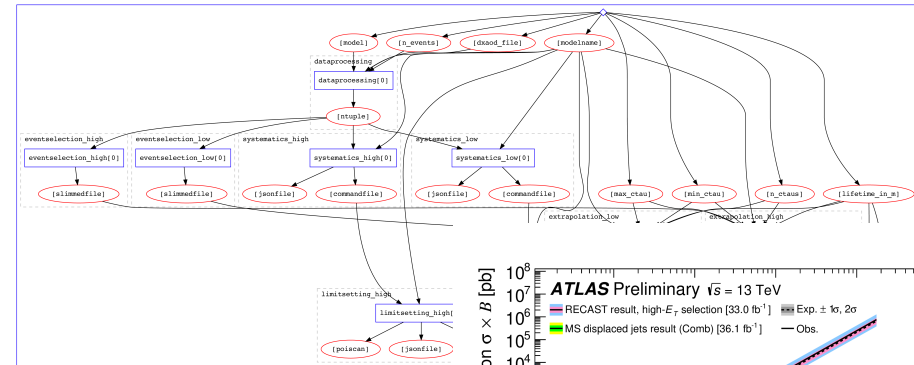 [model]
[n_events]
[dxaod_file]
[modelname]
dataprocessing
dataprocessing[0]
[ntuple]
eventselection_high
eventselection_low
systematics_high
systematics_low
eventselection_high[0]
eventselection_low[0]
systematics_high[0]
systematics_low[0]
[slimmedfile]
[slimmedfile]
[jsonfile]
[commandfile]
[jsonfile]
[commandfile]
[max_ctau]
[min_ctau]
[n_ctaus]
[lifetime_in_m]
extrapolation_low
extrapolation_high
limitsetting_high
limitsetting_high[
[poiscan]
[jsonfile]
on σ × B [pb]
10⁸
10⁷
10⁶
10⁵
10⁴
ATLAS Preliminary √s = 13 TeV
RECAST result, high-E_T selection [33.0 fb⁻¹]
Exp. ± 1σ, 2σ
MS displaced jets result (Comb) [36.1 fb⁻¹]
Obs.